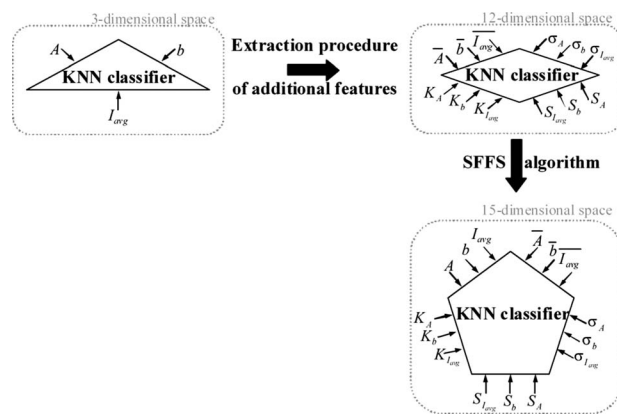 3-dimensional space
A
b
KNN classifier
I_avg
Extraction procedure
of additional features
12-dimensional space
A̅ b̅ I̅_avg σ_A σ_b σ_I_avg
KNN classifier
K_A K_b K_I_avg S_I_avg S_b S_A
SFFS algorithm
15-dimensional space
A b I_avg A̅ b̅ I̅_avg
KNN classifier
K_A
K_b
K_I_avg
σ_A
σ_b
σ_I_avg
S_I_avg S_b S_A